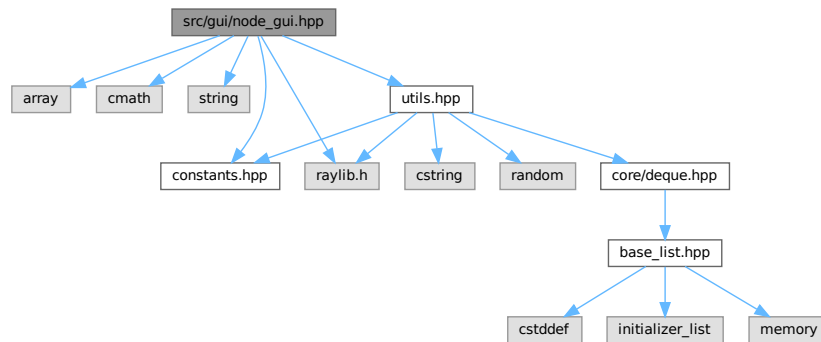 src/gui/node_gui.hpp
array
cmath
string
utils.hpp
constants.hpp
raylib.h
cstring
random
core/deque.hpp
base_list.hpp
cstddef
initializer_list
memory